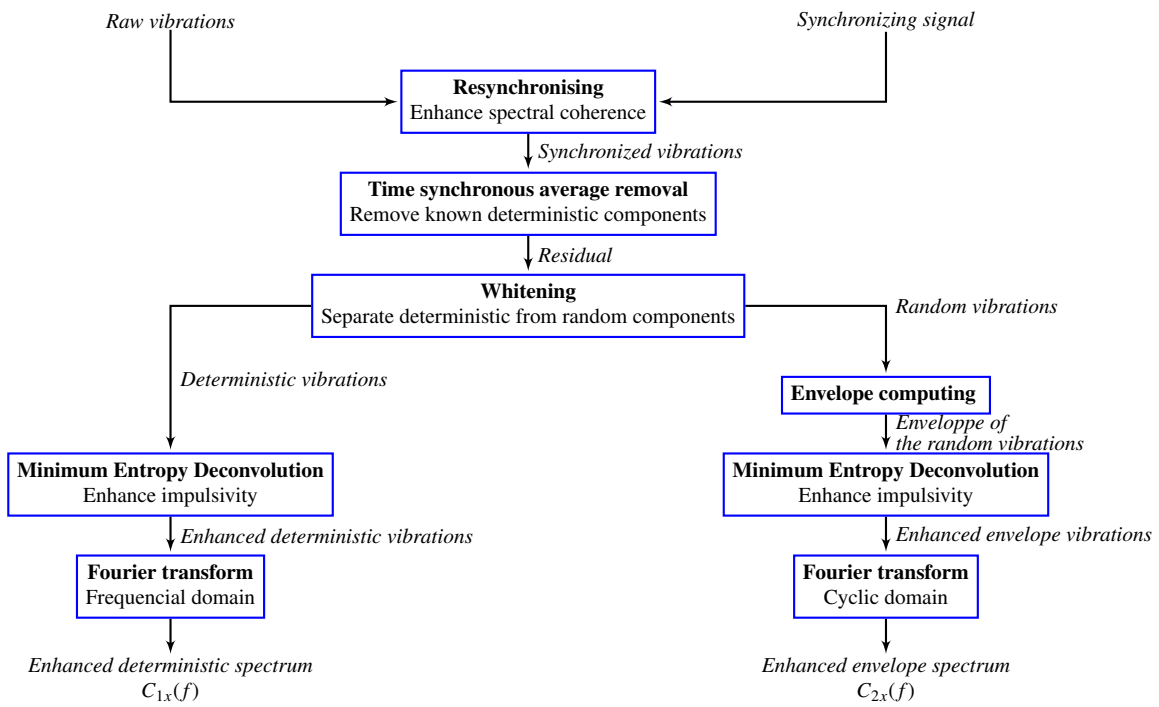 Raw vibrations
Synchronizing signal
Resynchronising
Enhance spectral coherence
Synchronized vibrations
Time synchronous average removal
Remove known deterministic components
Residual
Whitening
Separate deterministic from random components
Random vibrations
Deterministic vibrations
Envelope computing
Enveloppe of
the random vibrations
Minimum Entropy Deconvolution
Enhance impulsivity
Minimum Entropy Deconvolution
Enhance impulsivity
Enhanced deterministic vibrations
Enhanced envelope vibrations
Fourier transform
Frequencial domain
Fourier transform
Cyclic domain
Enhanced deterministic spectrum
C1x(f)
Enhanced envelope spectrum
C2x(f)